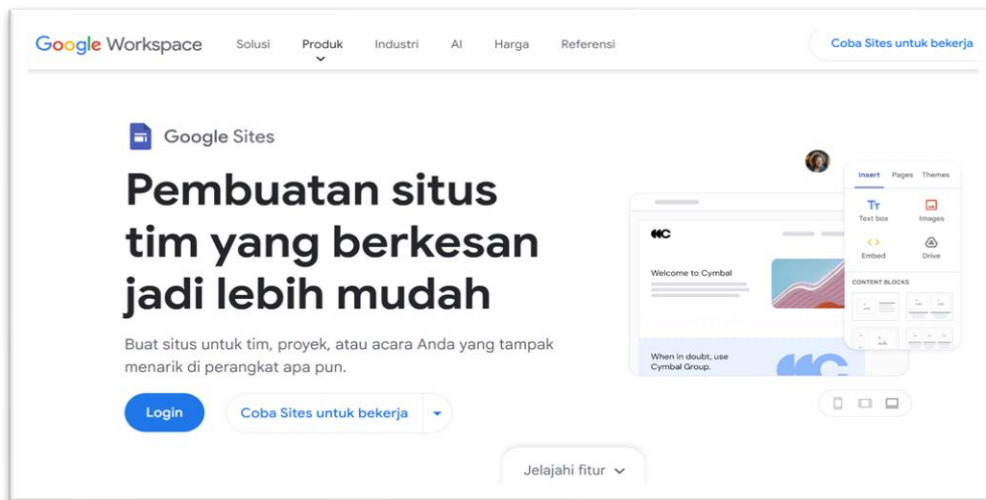 Google Workspace Solusi Produk Industri AI Harga Referensi Coba Sites untuk bekerja
Google Sites
Pembuatan situs
tim yang berkesan
jadi lebih mudah
Buat situs untuk tim, proyek, atau acara Anda yang tampak
menarik di perangkat apa pun.
Login Coba Sites untuk bekerja
Jelajahi fitur
Insert Pages Themes
Text box Images
Embed Drive
CONTENT BLOCKS
Welcome to Cymbal
When in doubt, use
Cymbal Group.